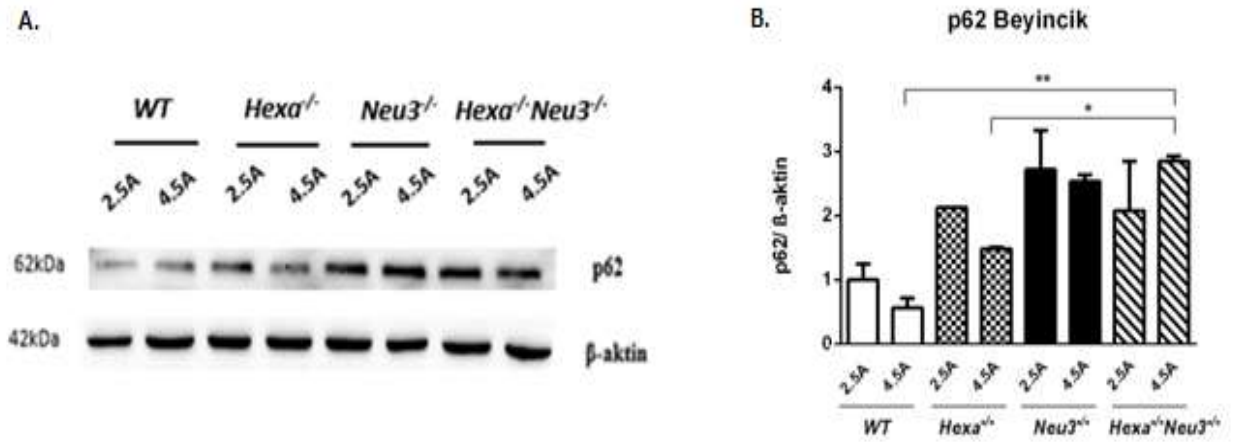 A.
WT Hexa-/- Neu3-/- Hexa-/-Neu3-/-
2.5A 4.5A 2.5A 4.5A 2.5A 4.5A 2.5A 4.5A
62kDa p62
42kDa β-aktin
B.
p62 Beyincik
**
*
p62/ ß-aktin
4
3
2
1
0
2.5A 4.5A 2.5A 4.5A 2.5A 4.5A 2.5A 4.5A
WT Hexa-/- Neu3-/- Hexa-/-Neu3-/-